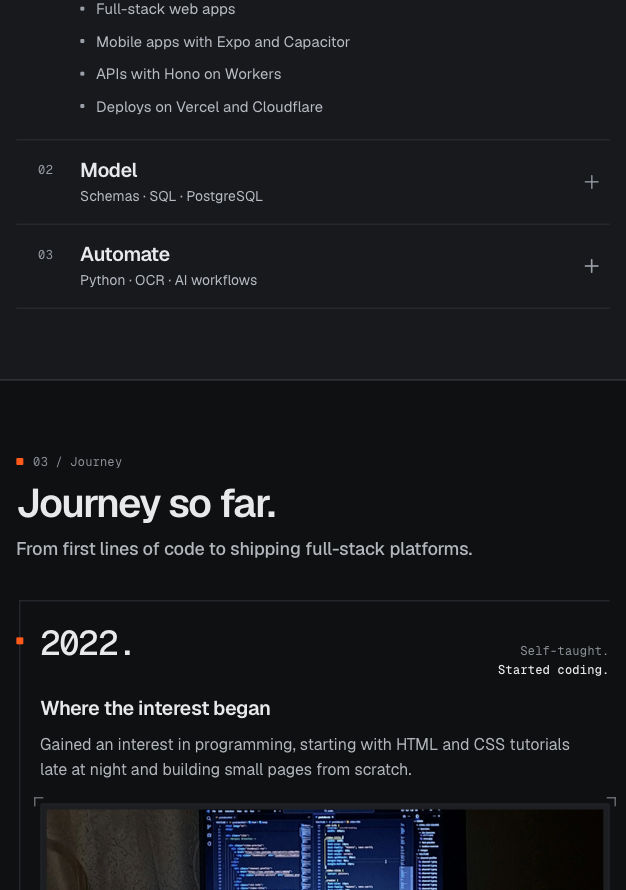 Full-stack web apps
Mobile apps with Expo and Capacitor
APIs with Hono on Workers
Deploys on Vercel and Cloudflare
02
Model
Schemas · SQL · PostgreSQL
03
Automate
Python · OCR · AI workflows
03 / Journey
Journey so far.
From first lines of code to shipping full-stack platforms.
2022.
Self-taught.
Started coding.
Where the interest began
Gained an interest in programming, starting with HTML and CSS tutorials
late at night and building small pages from scratch.